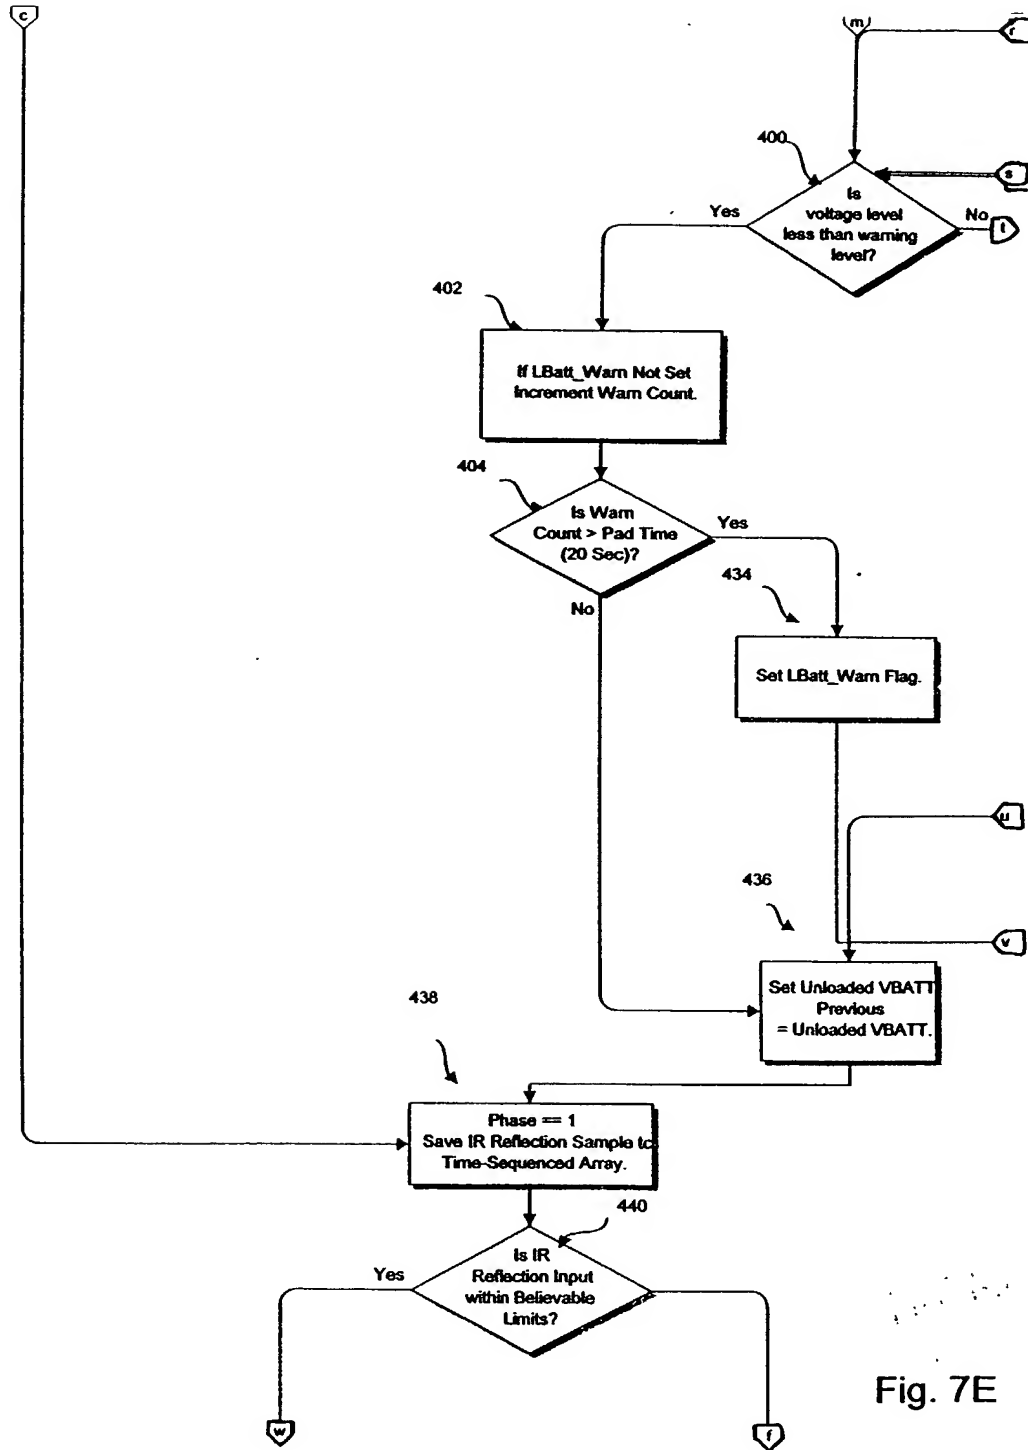 c
m
r
400
s
Is
voltage level
less than warning
level?
Yes
No
t
402
If LBatt_Warn Not Set
Increment Warn Count.
404
Is Warn
Count > Pad Time
(20 Sec)?
Yes
No
434
Set LBatt_Warn Flag.
u
436
v
Set Unloaded VBATT
Previous
= Unloaded VBATT.
438
Phase == 1
Save IR Reflection Sample to
Time-Sequenced Array.
440
Is IR
Reflection Input
within Believable
Limits?
Yes
w
f
Fig. 7E